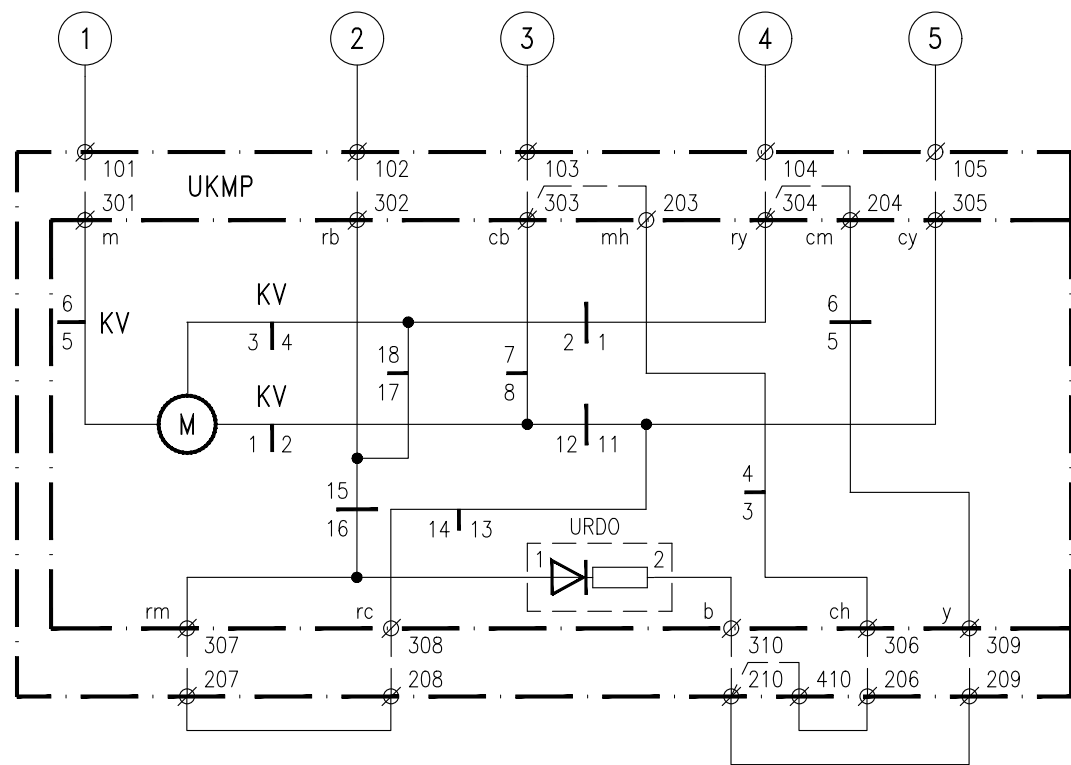 1 2 3 4 5
101 102 103 104 105
UKMP
301 302 303 203 304 204 305
m rb cb mh ry cm cy
6 KV 6
5 KV 3 4 2 1 5
18 7
17 8
KV
M 1 2 12 11
15 4
16 14 13 3
URDO
1 2
rm rc b ch y
307 308 310 306 309
207 208 210 410 206 209